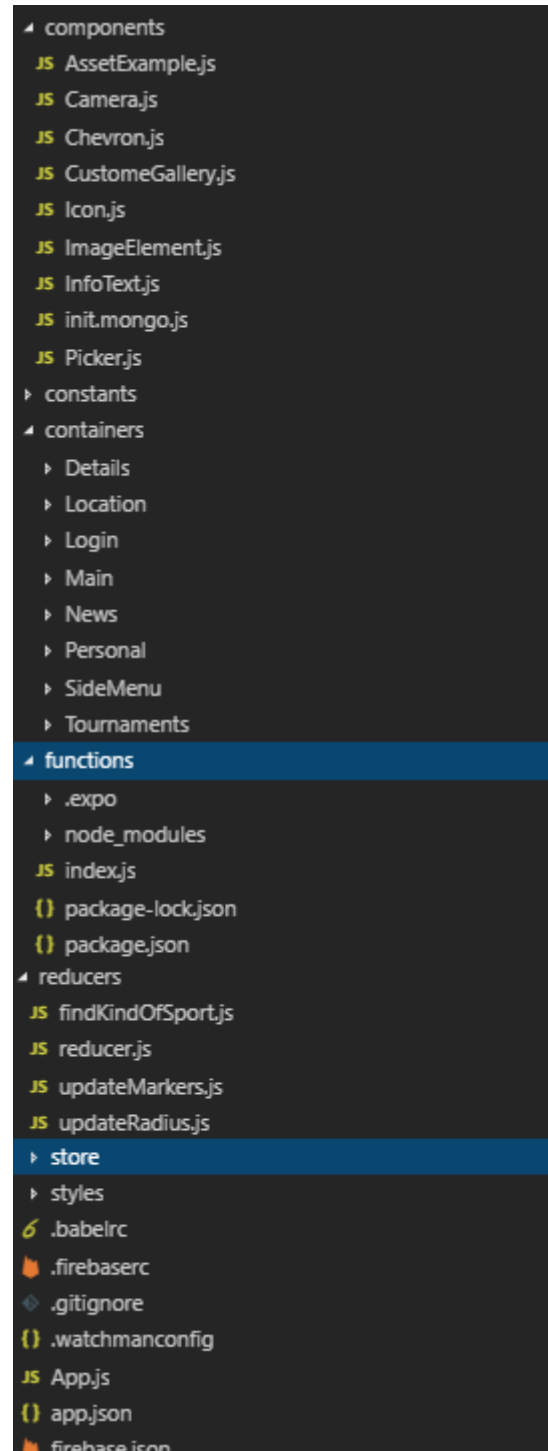 components
JS AssetExample.js
JS Camera.js
JS Chevron.js
JS CustomeGallery.js
JS Icon.js
JS ImageElement.js
JS InfoText.js
JS init.mongo.js
JS Picker.js
constants
containers
Details
Location
Login
Main
News
Personal
SideMenu
Tournaments
functions
.expo
node_modules
JS index.js
{} package-lock.json
{} package.json
reducers
JS findKindOfSport.js
JS reducer.js
JS updateMarkers.js
JS updateRadius.js
store
styles
6 .babelrc
.firebaserc
.gitignore
{} .watchmanconfig
JS App.js
{} app.json
firebase.json